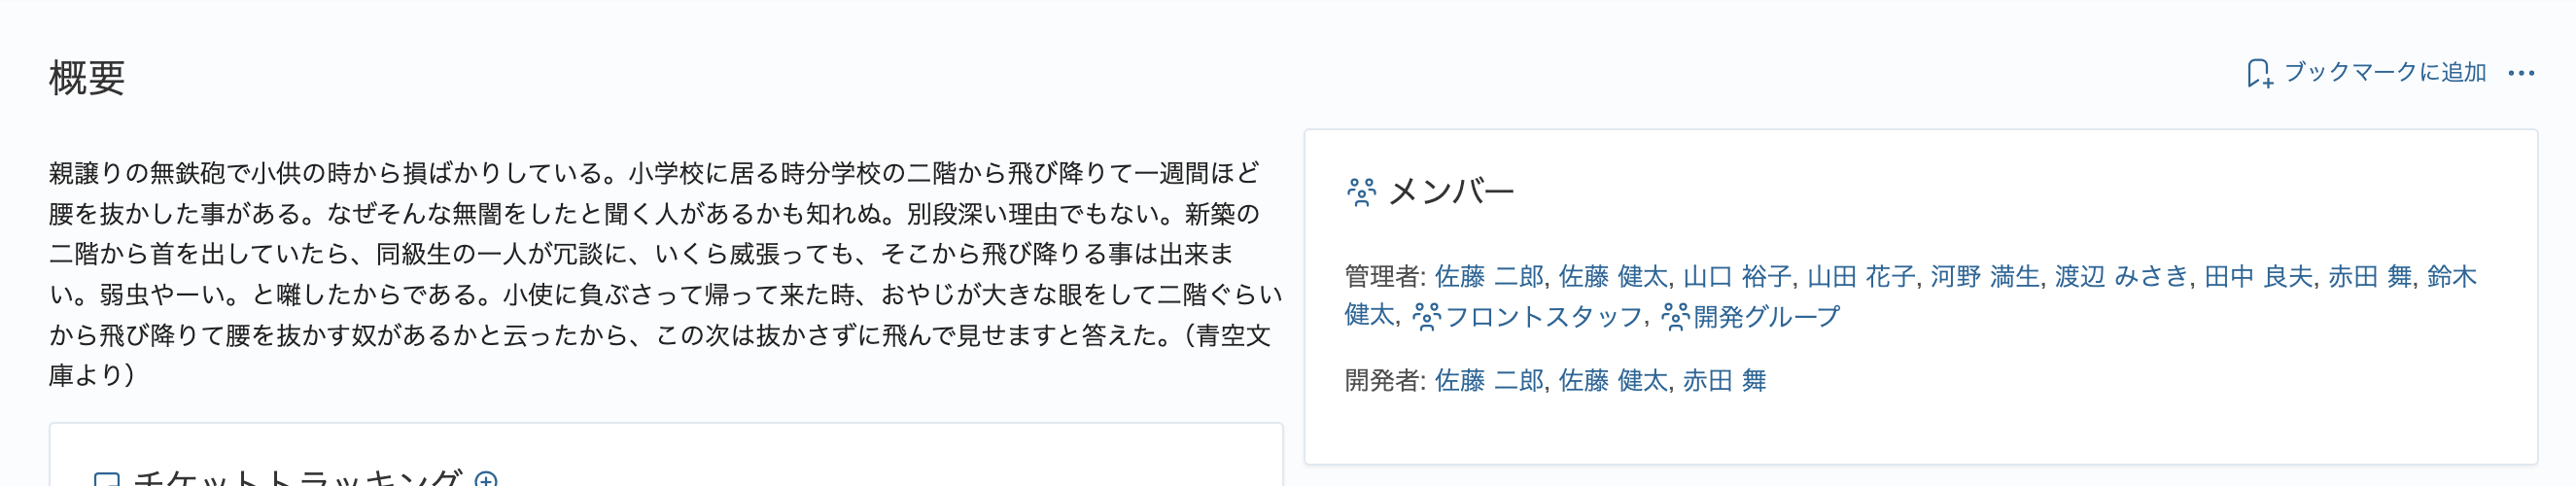 概要
ブックマークに追加
親譲りの無鉄砲で小供の時から損ばかりしている。小学校に居る時分学校の二階から飛び降りて一週間ほど
腰を抜かした事がある。なぜそんな無闇をしたと聞く人があるかも知れぬ。別段深い理由でもない。新築の
二階から首を出していたら、同級生の一人が冗談に、いくら威張っても、そこから飛び降りる事は出来ま
い。弱虫やーい。と囃したからである。小使に負ぶさって帰って来た時、おやじが大きな眼をして二階ぐらい
から飛び降りて腰を抜かす奴があるかと云ったから、この次は抜かさずに飛んで見せますと答えた。（青空文
庫より）
チケットトラッキング
メンバー
管理者: 佐藤 二郎, 佐藤 健太, 山口 裕子, 山田 花子, 河野 満生, 渡辺 みさき, 田中 良夫, 赤田 舞, 鈴木
健太, フロントスタッフ, 開発グループ
開発者: 佐藤 二郎, 佐藤 健太, 赤田 舞